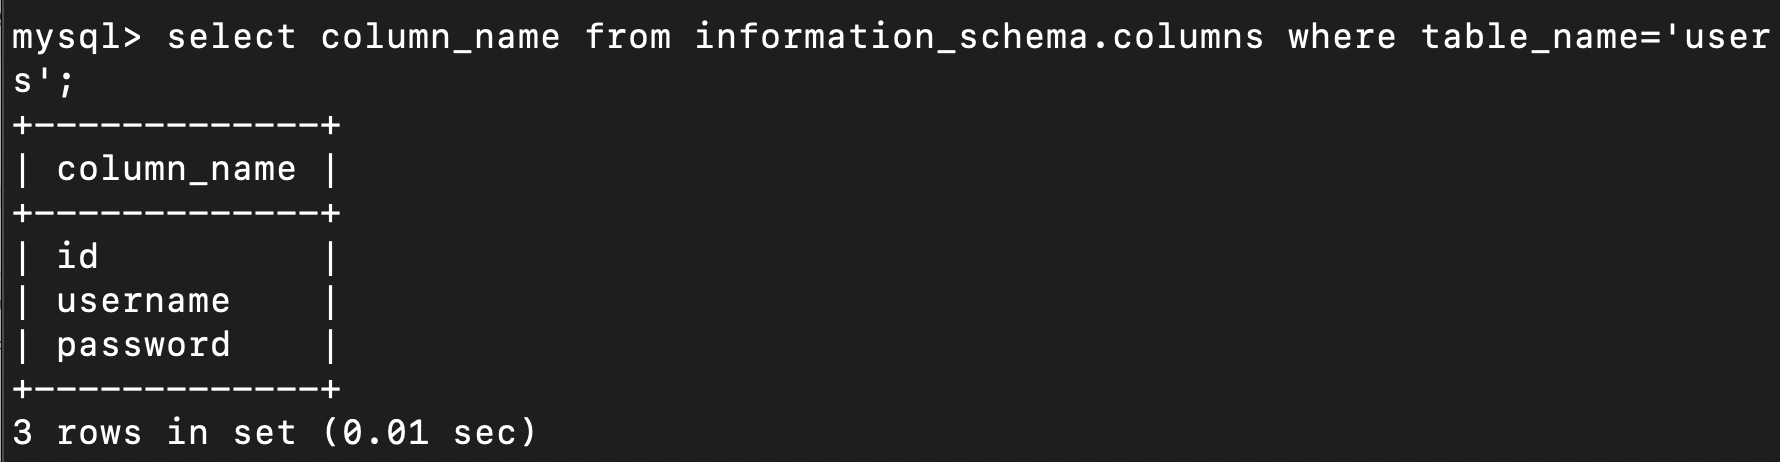 mysql> select column_name from information_schema.columns where table_name='user
s';
+-------------+
| column_name |
+-------------+
| id          |
| username    |
| password    |
+-------------+
3 rows in set (0.01 sec)